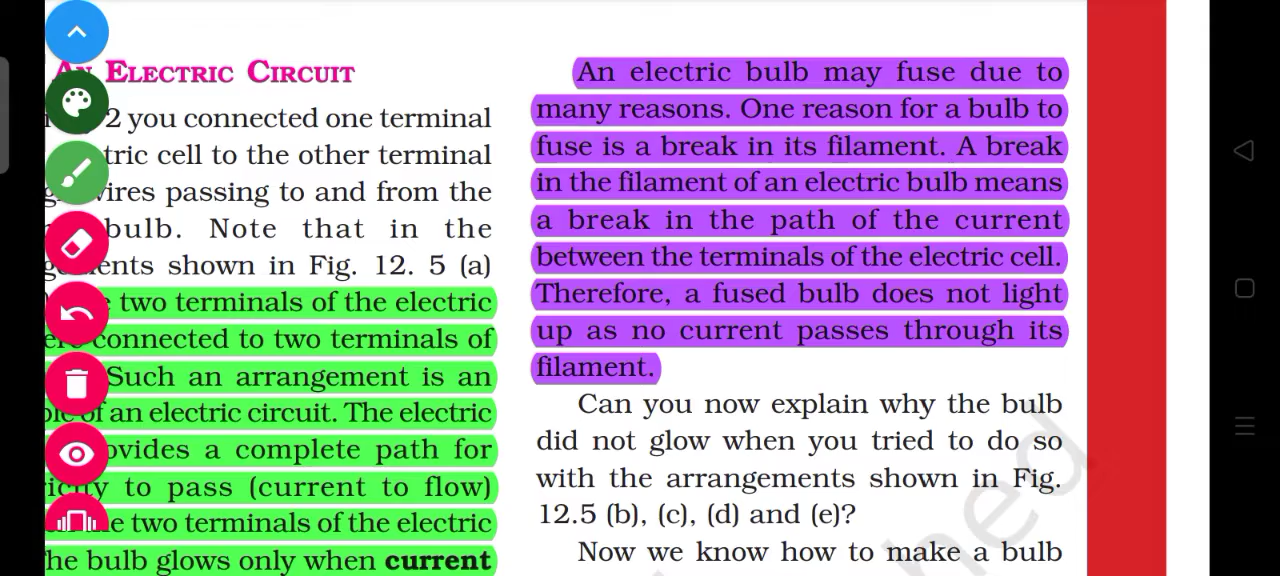 AN ELECTRIC CIRCUIT
2 you connected one terminal
tric cell to the other terminal
wires passing to and from the
bulb. Note that in the
ents shown in Fig. 12. 5 (a)
two terminals of the electric
connected to two terminals of
Such an arrangement is an
of an electric circuit. The electric
ovides a complete path for
icity to pass (current to flow)
e two terminals of the electric
he bulb glows only when current
An electric bulb may fuse due to
many reasons. One reason for a bulb to
fuse is a break in its filament. A break
in the filament of an electric bulb means
a break in the path of the current
between the terminals of the electric cell.
Therefore, a fused bulb does not light
up as no current passes through its
filament.
Can you now explain why the bulb
did not glow when you tried to do so
with the arrangements shown in Fig.
12.5 (b), (c), (d) and (e)?
Now we know how to make a bulb